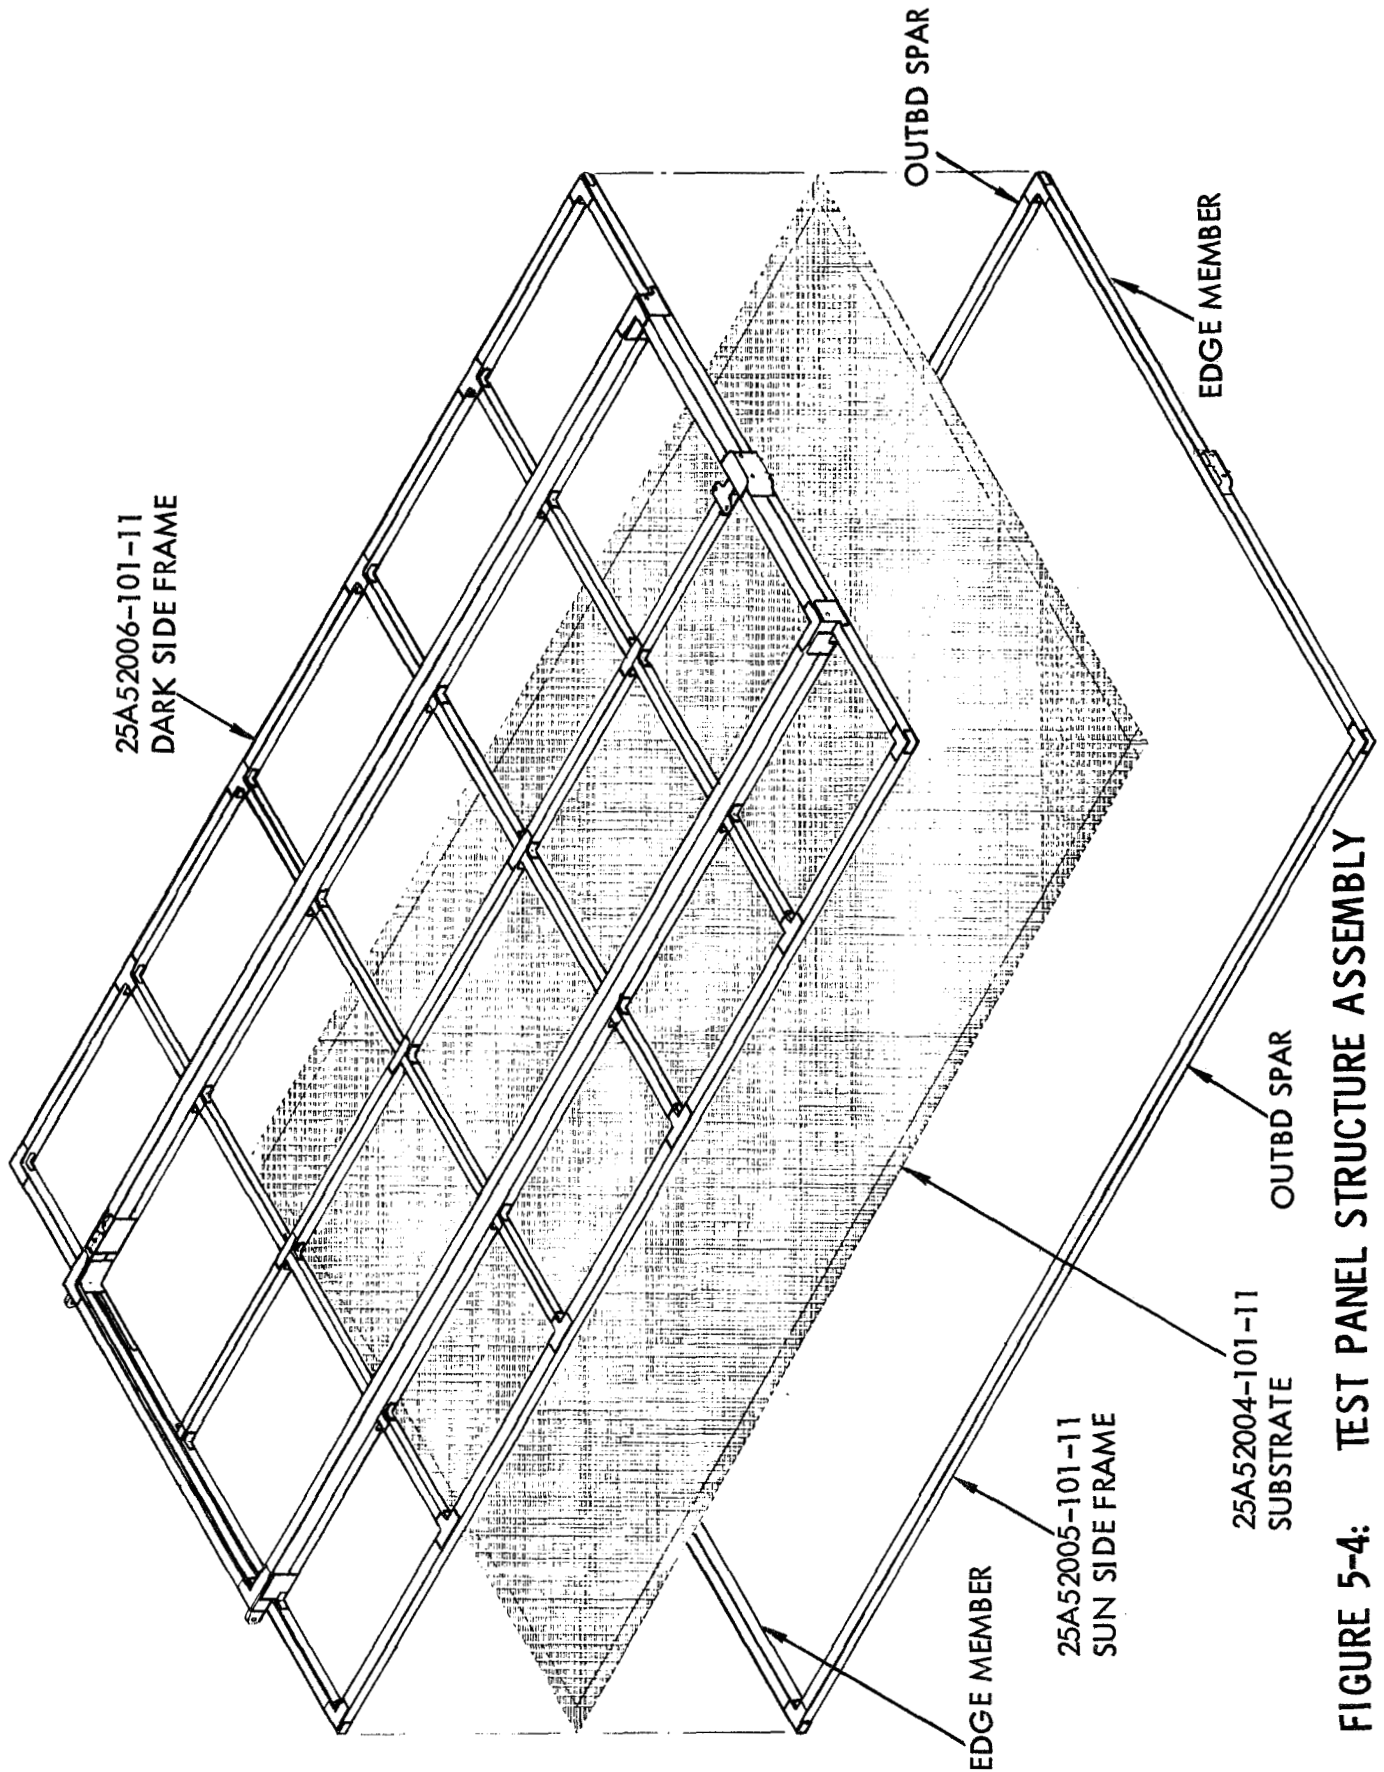 25A52006-101-11
DARK SIDE FRAME
OUTBD SPAR
EDGE MEMBER
EDGE MEMBER
25A52005-101-11
SUN SIDE FRAME
25A52004-101-11
SUBSTRATE
OUTBD SPAR
FIGURE 5-4: TEST PANEL STRUCTURE ASSEMBLY